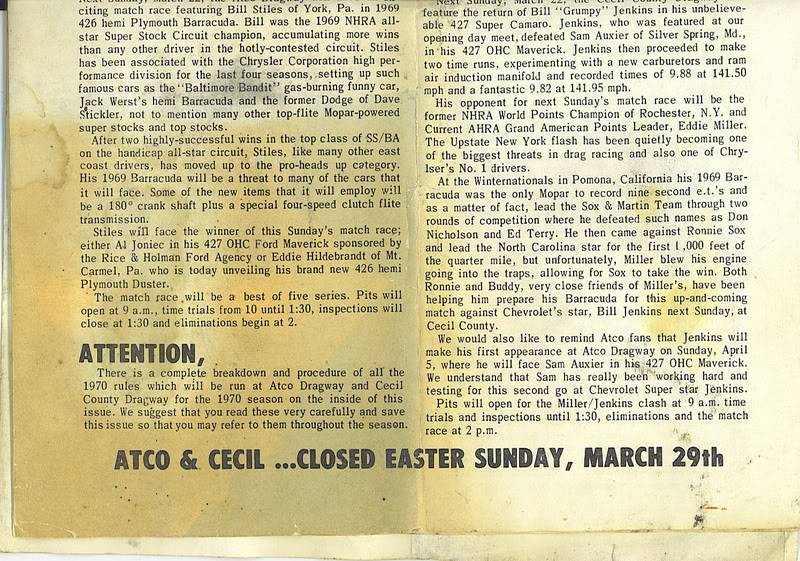 citing match race featuring Bill Stiles of York, Pa. in 1969
426 hemi Plymouth Barracuda. Bill was the 1969 NHRA all-
star Super Stock Circuit champion, accumulating more wins
than any other driver in the hotly-contested circuit. Stiles
has been associated with the Chrysler Corporation high per-
formance division for the last four seasons, setting up such
famous cars as the "Baltimore Bandit" gas-burning funny car,
Jack Werst's hemi Barracuda and the former Dodge of Dave
Stickler, not to mention many other top-flite Mopar-powered
super stocks and top stocks.
After two highly-successful wins in the top class of SS/BA
on the handicap all-star circuit, Stiles, like many other east
coast drivers, has moved up to the pro-heads up category.
His 1969 Barracuda will be a threat to many of the cars that
it will face. Some of the new items that it will employ will
be a 180° crank shaft plus a special four-speed clutch flite
transmission.
Stiles will face the winner of this Sunday's match race;
either Al Joniec in his 427 OHC Ford Maverick sponsored by
the Rice & Holman Ford Agency or Eddie Hildebrandt of Mt.
Carmel, Pa. who is today unveiling his brand new 426 hemi
Plymouth Duster.
The match race will be a best of five series. Pits will
open at 9 a.m., time trials from 10 until 1:30, inspections will
close at 1:30 and eliminations begin at 2.
ATTENTION,
There is a complete breakdown and procedure of all the
1970 rules which will be run at Atco Dragway and Cecil
County Dragway for the 1970 season on the inside of this
issue. We suggest that you read these very carefully and save
this issue so that you may refer to them throughout the season.
Next Sunday, March 22, the Cecil County
feature the return of Bill "Grumpy" Jenkins in his unbelieve-
able 427 Super Camaro. Jenkins, who was featured at our
opening day meet, defeated Sam Auxier of Silver Spring, Md.,
in his 427 OHC Maverick. Jenkins then proceeded to make
two time runs, experimenting with a new carburetors and ram
air induction manifold and recorded times of 9.88 at 141.50
mph and a fantastic 9.82 at 141.95 mph.
His opponent for next Sunday's match race will be the
former NHRA World Points Champion of Rochester, N.Y. and
Current AHRA Grand American Points Leader, Eddie Miller.
The Upstate New York flash has been quietly becoming one
of the biggest threats in drag racing and also one of Chry-
lser's No. 1 drivers.
At the Winternationals in Pomona, California his 1969 Bar-
racuda was the only Mopar to record nine second e.t.'s and
as a matter of fact, lead the Sox & Martin Team through two
rounds of competition where he defeated such names as Don
Nicholson and Ed Terry. He then came against Ronnie Sox
and lead the North Carolina star for the first 1,000 feet of
the quarter mile, but unfortunately, Miller blew his engine
going into the traps, allowing for Sox to take the win. Both
Ronnie and Buddy, very close friends of Miller's, have been
helping him prepare his Barracuda for this up-and-coming
match against Chevrolet's star, Bill Jenkins next Sunday, at
Cecil County.
We would also like to remind Atco fans that Jenkins will
make his first appearance at Atco Dragway on Sunday, April
5, where he will face Sam Auxier in his 427 OHC Maverick.
We understand that Sam has really been working hard and
testing for this second go at Chevrolet Super star Jenkins.
Pits will open for the Miller/Jenkins clash at 9 a.m. time
trials and inspections until 1:30, eliminations and the match
race at 2 p.m.
ATCO & CECIL ...CLOSED EASTER SUNDAY, MARCH 29th